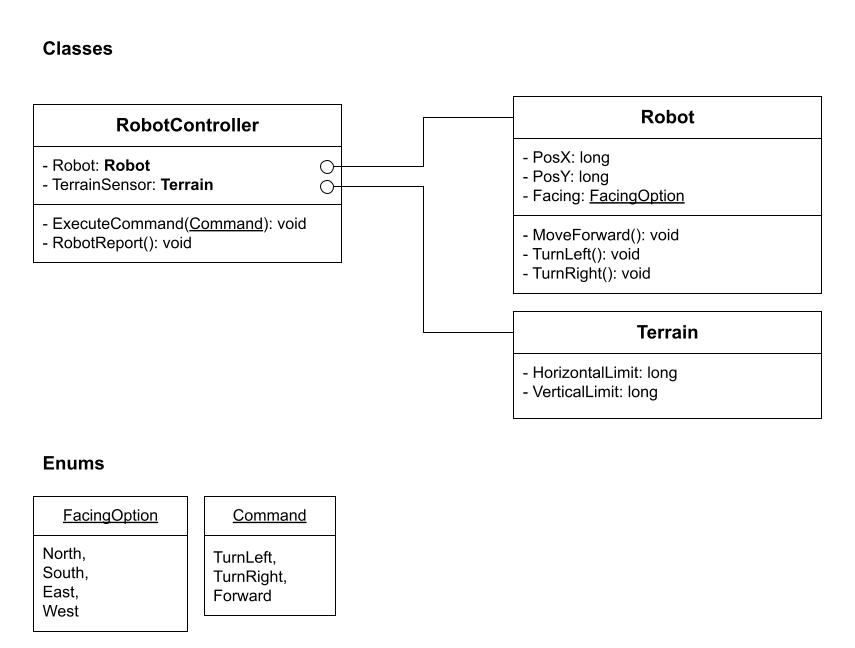 Classes
RobotController
- Robot: Robot
- TerrainSensor: Terrain
- ExecuteCommand(Command): void
- RobotReport(): void
Robot
- PosX: long
- PosY: long
- Facing: FacingOption
- MoveForward(): void
- TurnLeft(): void
- TurnRight(): void
Terrain
- HorizontalLimit: long
- VerticalLimit: long
Enums
FacingOption
North,
South,
East,
West
Command
TurnLeft,
TurnRight,
Forward